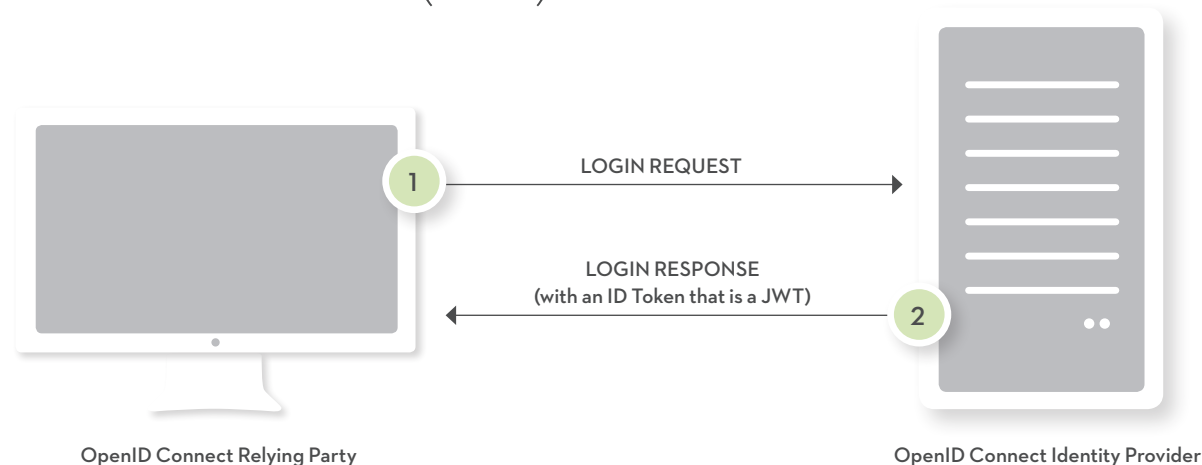 1
LOGIN REQUEST
LOGIN RESPONSE
(with an ID Token that is a JWT)
2
OpenID Connect Relying Party
OpenID Connect Identity Provider